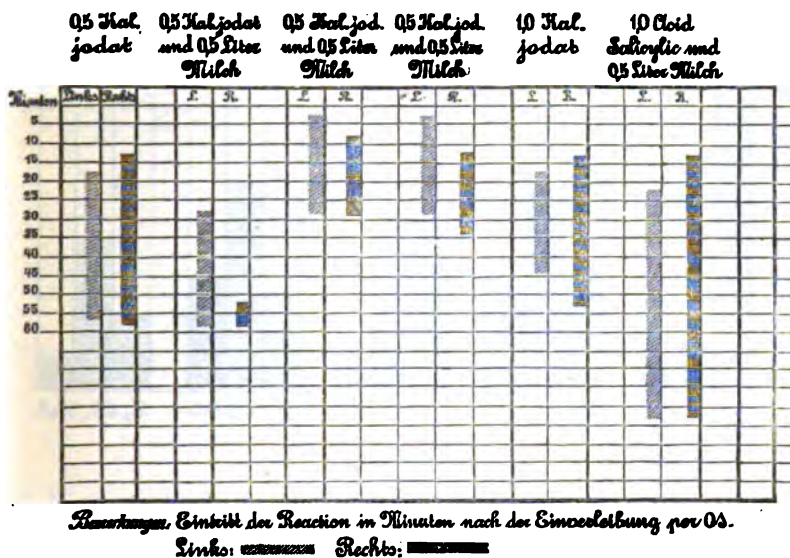 0,5 Kal. jodat
0,5 Kal. jodat und 0,5 Liter Milch
0,5 Kal. jod. und 0,5 Liter Milch
0,5 Kal. jod. und 0,5 Liter Milch
1,0 Kal. jodat
1,0 Acid Salicylic und 0,5 Liter Milch
Minuten Links Rechts L. R. L. R. L. R. L. R. L. R.
5
10
15
20
25
30
35
40
45
50
55
60
Bemerkungen: Eintritt der Reaction in Minuten nach der Einverleibung per Os.
Links: Rechts: